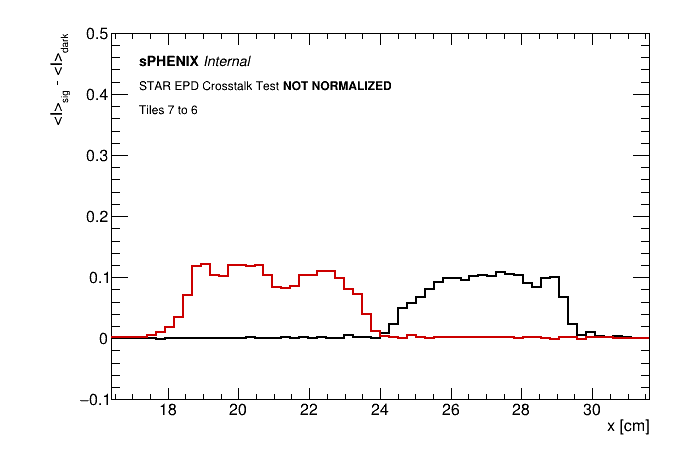 <I>sig - <I>dark
0.5
0.4
0.3
0.2
0.1
0
−0.1
sPHENIX Internal
STAR EPD Crosstalk Test NOT NORMALIZED
Tiles 7 to 6
18 20 22 24 26 28 30
x [cm]